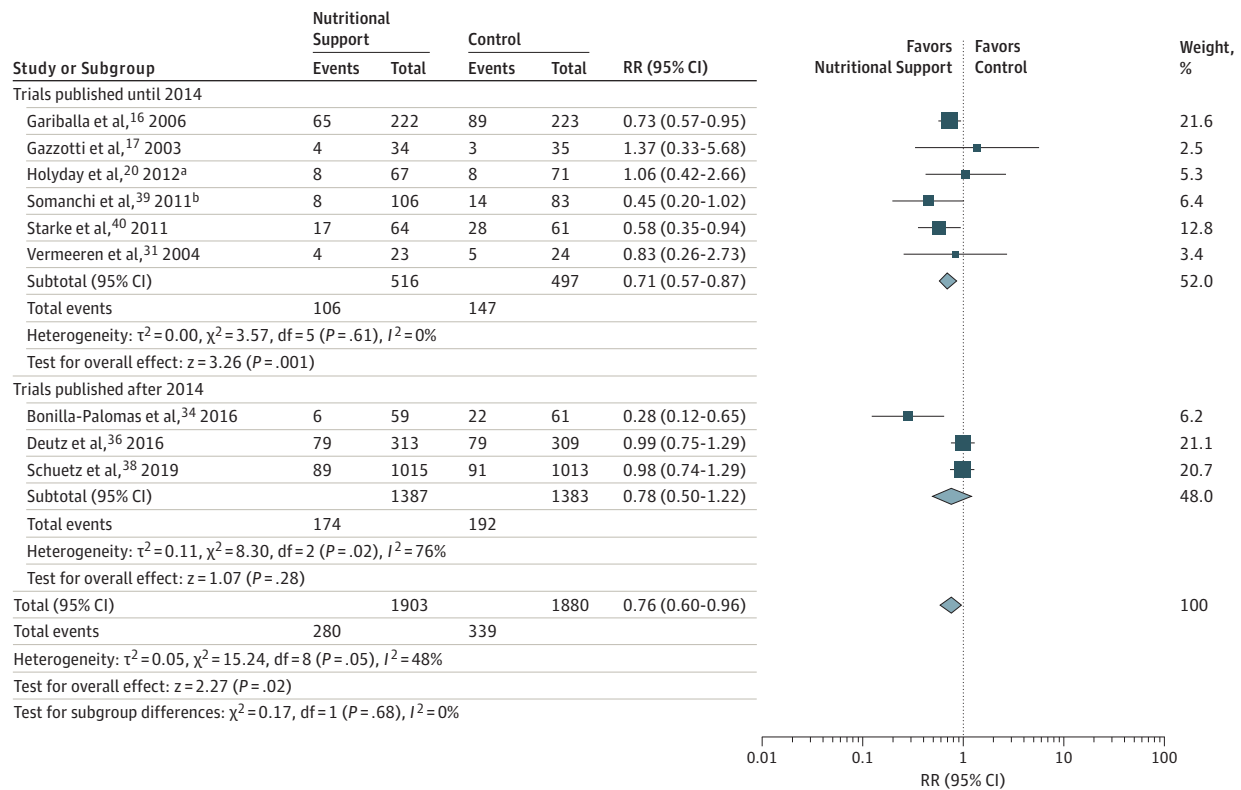 Nutritional Support Control Favors Nutritional Support Favors Control Weight, %
Study or Subgroup Events Total Events Total RR (95% CI)
Trials published until 2014
Gariballa et al,16 2006 65 222 89 223 0.73 (0.57-0.95) 21.6
Gazzotti et al,17 2003 4 34 3 35 1.37 (0.33-5.68) 2.5
Holyday et al,20 2012a 8 67 8 71 1.06 (0.42-2.66) 5.3
Somanchi et al,39 2011b 8 106 14 83 0.45 (0.20-1.02) 6.4
Starke et al,40 2011 17 64 28 61 0.58 (0.35-0.94) 12.8
Vermeeren et al,31 2004 4 23 5 24 0.83 (0.26-2.73) 3.4
Subtotal (95% CI) 516 497 0.71 (0.57-0.87) 52.0
Total events 106 147
Heterogeneity: τ2=0.00, χ2=3.57, df=5 (P=.61), I2=0%
Test for overall effect: z=3.26 (P=.001)
Trials published after 2014
Bonilla-Palomas et al,34 2016 6 59 22 61 0.28 (0.12-0.65) 6.2
Deutz et al,36 2016 79 313 79 309 0.99 (0.75-1.29) 21.1
Schuetz et al,38 2019 89 1015 91 1013 0.98 (0.74-1.29) 20.7
Subtotal (95% CI) 1387 1383 0.78 (0.50-1.22) 48.0
Total events 174 192
Heterogeneity: τ2=0.11, χ2=8.30, df=2 (P=.02), I2=76%
Test for overall effect: z=1.07 (P=.28)
Total (95% CI) 1903 1880 0.76 (0.60-0.96) 100
Total events 280 339
Heterogeneity: τ2=0.05, χ2=15.24, df=8 (P=.05), I2=48%
Test for overall effect: z=2.27 (P=.02)
Test for subgroup differences: χ2=0.17, df=1 (P=.68), I2=0%
0.01 0.1 1 10 100
RR (95% CI)